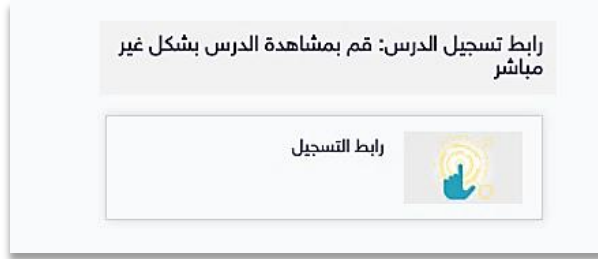 رابط تسجيل الدرس: قم بمشاهدة الدرس بشكل غير
مباشر
رابط التسجيل